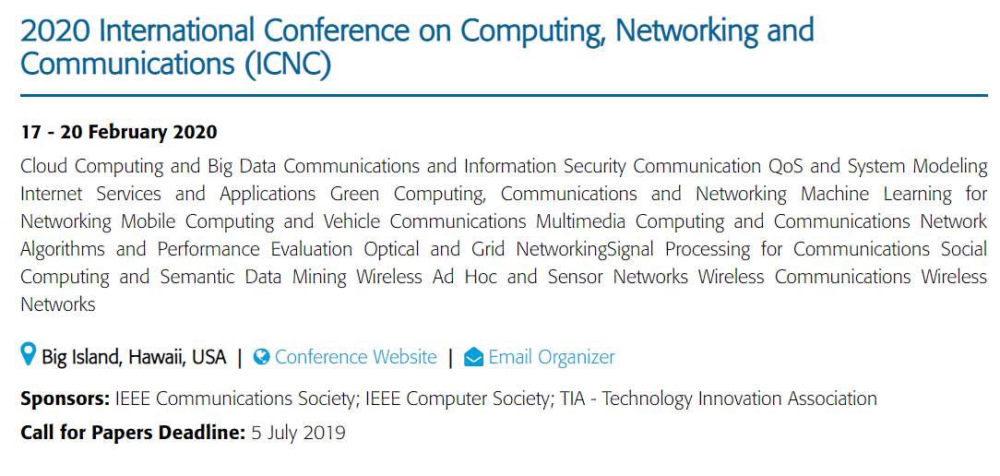 2020 International Conference on Computing, Networking and
Communications (ICNC)
17 - 20 February 2020
Cloud Computing and Big Data Communications and Information Security Communication QoS and System Modeling
Internet Services and Applications Green Computing, Communications and Networking Machine Learning for
Networking Mobile Computing and Vehicle Communications Multimedia Computing and Communications Network
Algorithms and Performance Evaluation Optical and Grid NetworkingSignal Processing for Communications Social
Computing and Semantic Data Mining Wireless Ad Hoc and Sensor Networks Wireless Communications Wireless
Networks
Big Island, Hawaii, USA | Conference Website | Email Organizer
Sponsors: IEEE Communications Society; IEEE Computer Society; TIA - Technology Innovation Association
Call for Papers Deadline: 5 July 2019